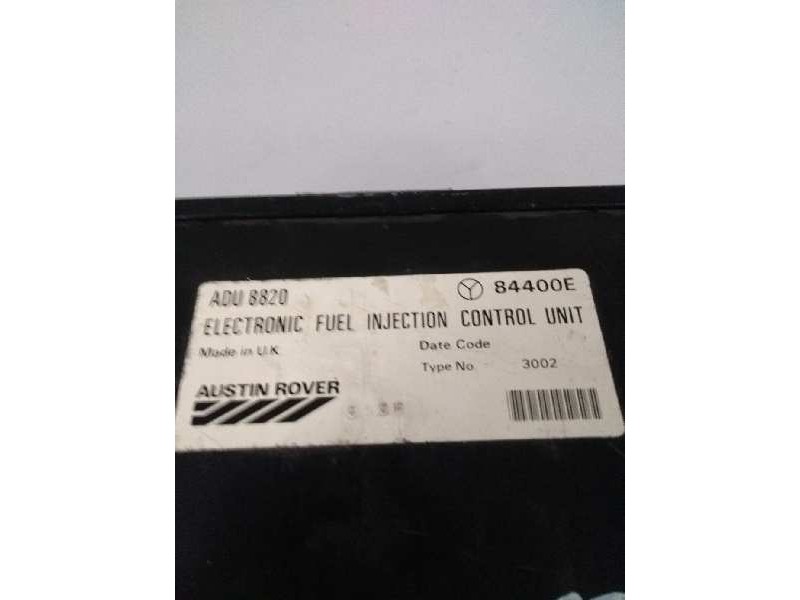 ADU 8820 84400E
ELECTRONIC FUEL INJECTION CONTROL UNIT
Made in U.K. Date Code
Type No 3002
AUSTIN ROVER